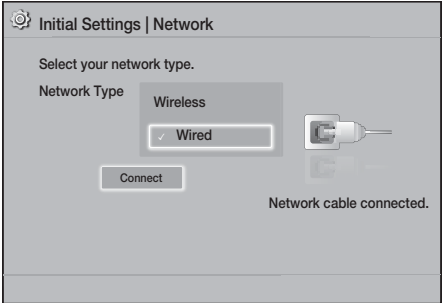 Initial Settings | Network
Select your network type.
Network Type
Wireless
✓ Wired
Connect
Network cable connected.